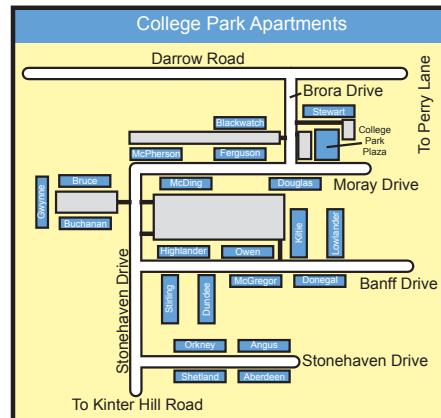 College Park Apartments
Darrow Road
Brora Drive
To Perry Lane
Stewart
Blackwatch
College
Park
Plaza
McPherson
Ferguson
Moray Drive
Gwynne
Bruce
McDing
Douglas
Buchanan
Kiltie
Lowlander
Highlander
Owen
Stonehaven Drive
Banff Drive
Stirling
Dundee
McGregor
Donegal
Orkney
Angus
Stonehaven Drive
Shetland
Aberdeen
To Kinter Hill Road